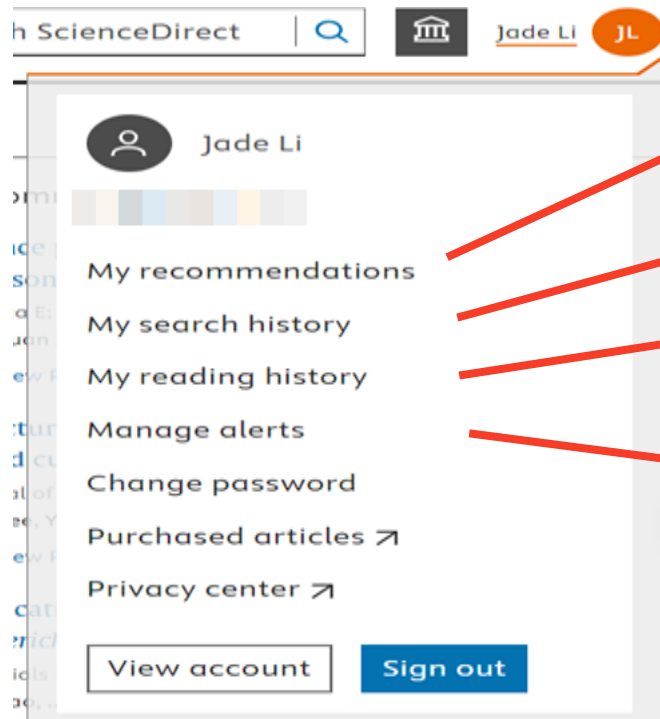 h ScienceDirect
Jade Li
JL
Jade Li
My recommendations
My search history
My reading history
Manage alerts
Change password
Purchased articles
Privacy center
View account
Sign out